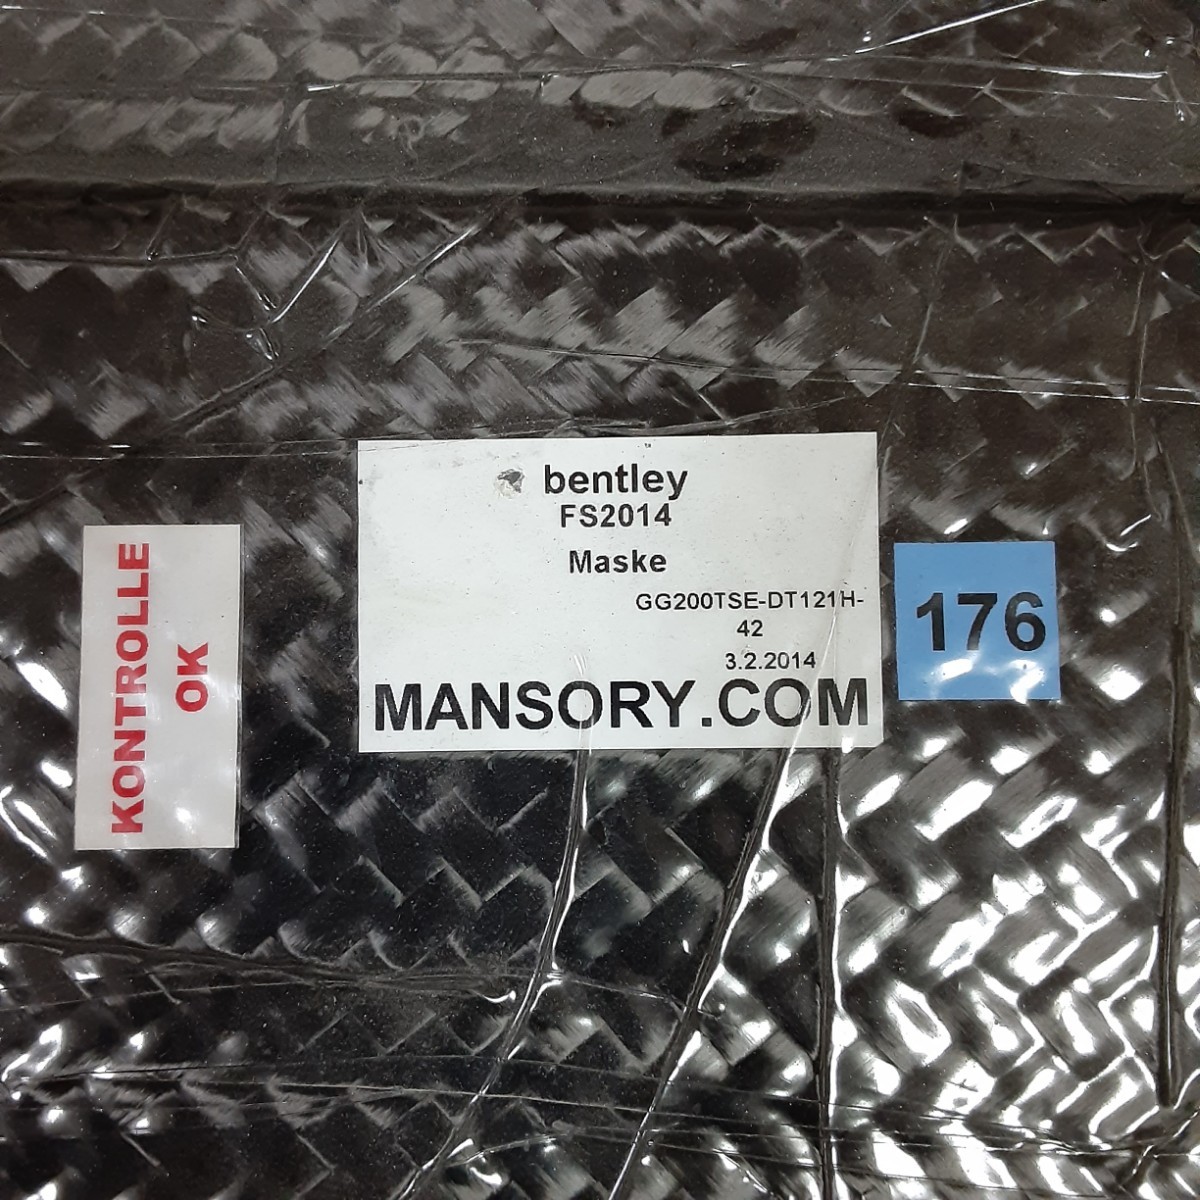 KONTROLLE
OK
bentley
FS2014
Maske
GG200TSE-DT121H-
42
3.2.2014
MANSORY.COM
176